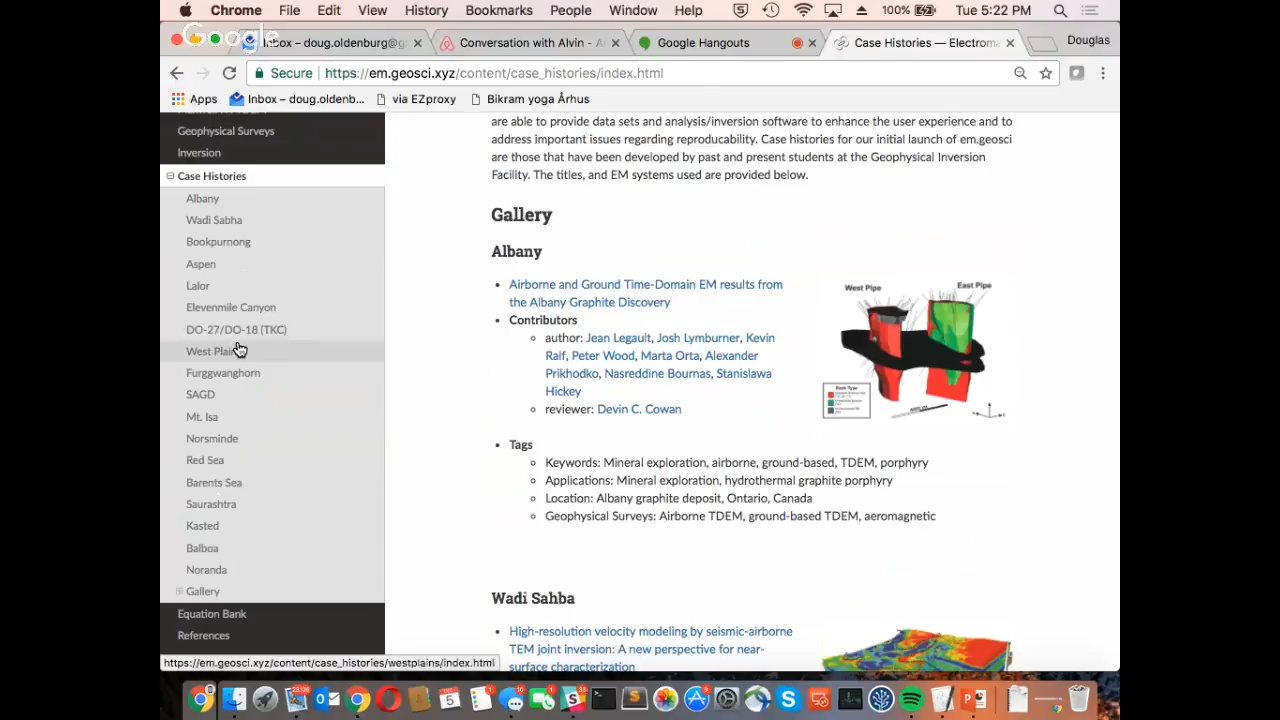 Chrome File Edit View History Bookmarks People Window Help 100% Tue 5:22 PM
Google
Inbox – doug.oldenburg@g
Conversation with Alvin - A
Google Hangouts
Case Histories — Electroma
Douglas
Secure https://em.geosci.xyz/content/case_histories/index.html
Apps Inbox – doug.oldenb... via EZproxy Bikram yoga Århus
Geophysical Surveys
Inversion
Case Histories
Albany
Wadi Sabha
Bookpurnong
Aspen
Lalor
Elevenmile Canyon
DO-27/DO-18 (TKC)
West Plain
Furggwanghorn
SAGD
Mt. Isa
Norsminde
Red Sea
Barents Sea
Saurashtra
Kasted
Balboa
Noranda
Gallery
Equation Bank
References
https://em.geosci.xyz/content/case_histories/westplains/index.html
are able to provide data sets and analysis/inversion software to enhance the user experience and to
address important issues regarding reproducability. Case histories for our initial launch of em.geosci
are those that have been developed by past and present students at the Geophysical Inversion
Facility. The titles, and EM systems used are provided below.
Gallery
Albany
Airborne and Ground Time-Domain EM results from
the Albany Graphite Discovery
Contributors
author: Jean Legault, Josh Lymburner, Kevin
Ralf, Peter Wood, Marta Orta, Alexander
Prikhodko, Nasreddine Bournas, Stanislawa
Hickey
reviewer: Devin C. Cowan
West Pipe
East Pipe
Tags
Keywords: Mineral exploration, airborne, ground-based, TDEM, porphyry
Applications: Mineral exploration, hydrothermal graphite porphyry
Location: Albany graphite deposit, Ontario, Canada
Geophysical Surveys: Airborne TDEM, ground-based TDEM, aeromagnetic
Wadi Sahba
High-resolution velocity modeling by seismic-airborne
TEM joint inversion: A new perspective for near-
surface characterization